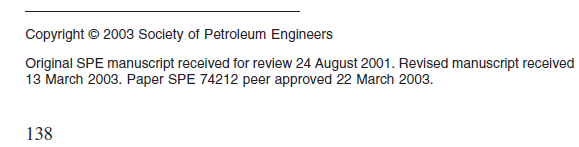 Copyright © 2003 Society of Petroleum Engineers
Original SPE manuscript received for review 24 August 2001. Revised manuscript received
13 March 2003. Paper SPE 74212 peer approved 22 March 2003.
138